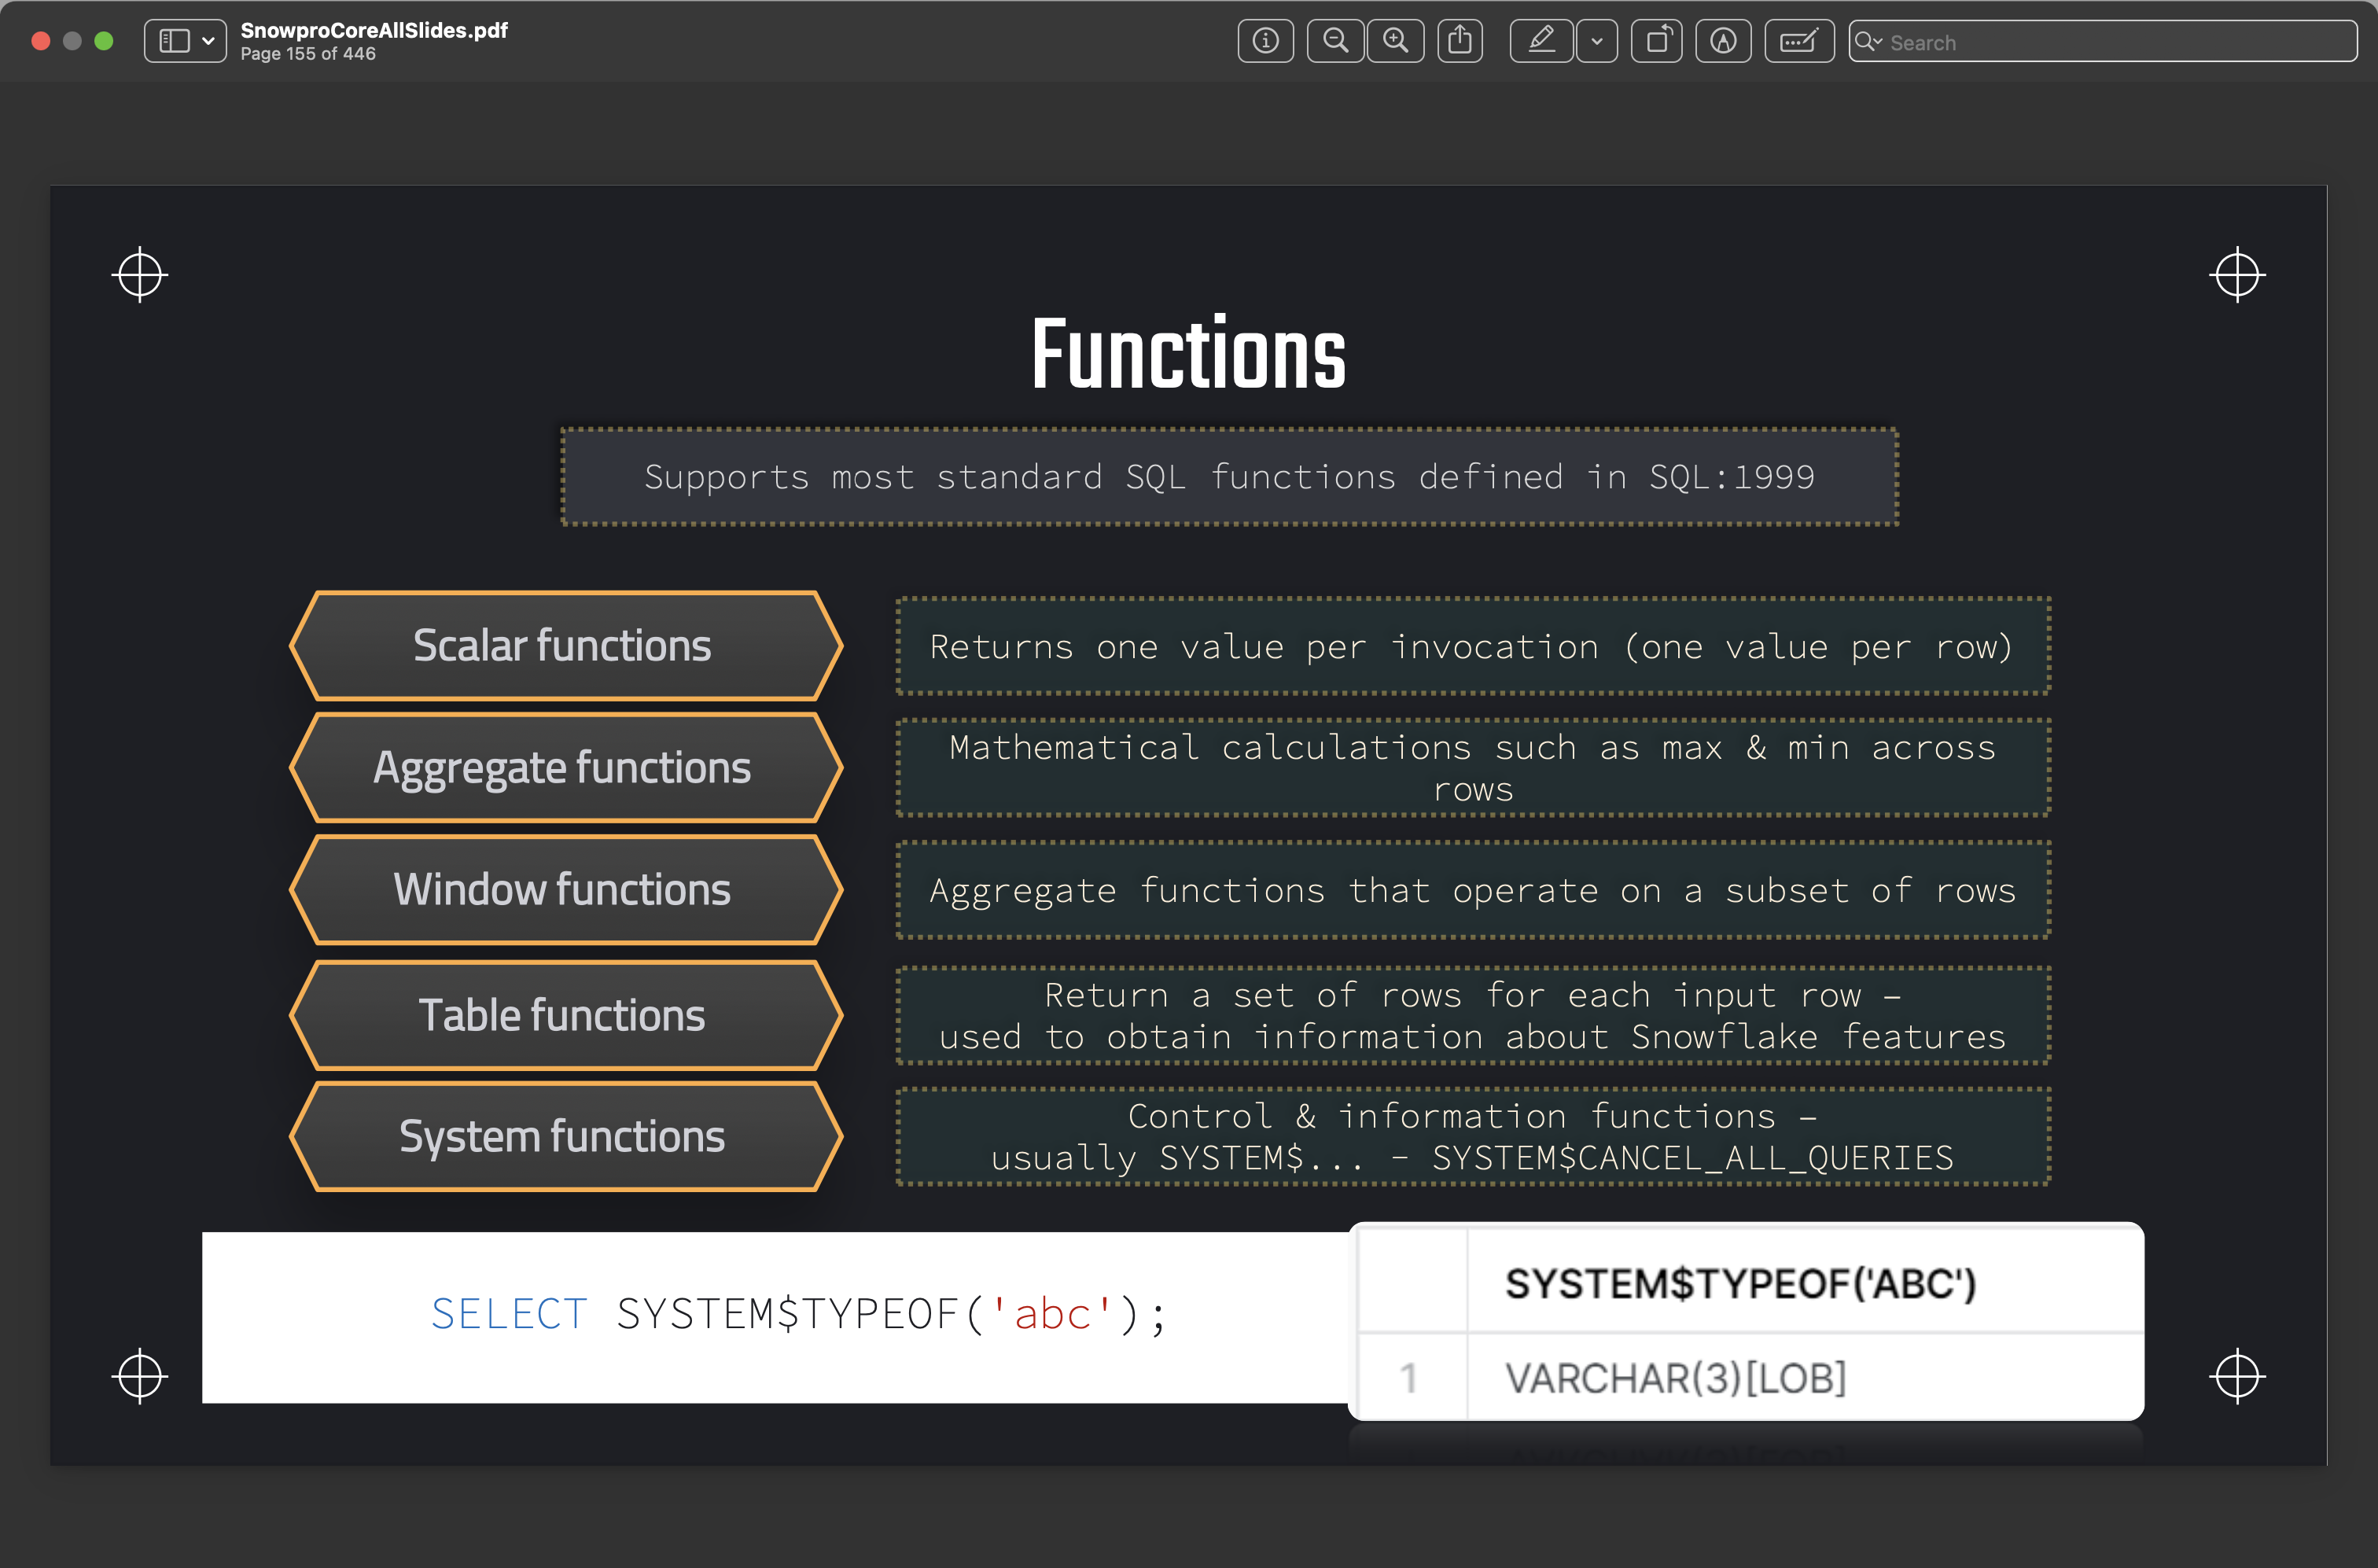 SnowproCoreAllSlides.pdf
Page 155 of 446
Search
Functions
Supports most standard SQL functions defined in SQL:1999
Scalar functions
Returns one value per invocation (one value per row)
Aggregate functions
Mathematical calculations such as max & min across
rows
Window functions
Aggregate functions that operate on a subset of rows
Table functions
Return a set of rows for each input row –
used to obtain information about Snowflake features
System functions
Control & information functions –
usually SYSTEM$... - SYSTEM$CANCEL_ALL_QUERIES
SELECT SYSTEM$TYPEOF('abc');
SYSTEM$TYPEOF('ABC')
1 VARCHAR(3)[LOB]